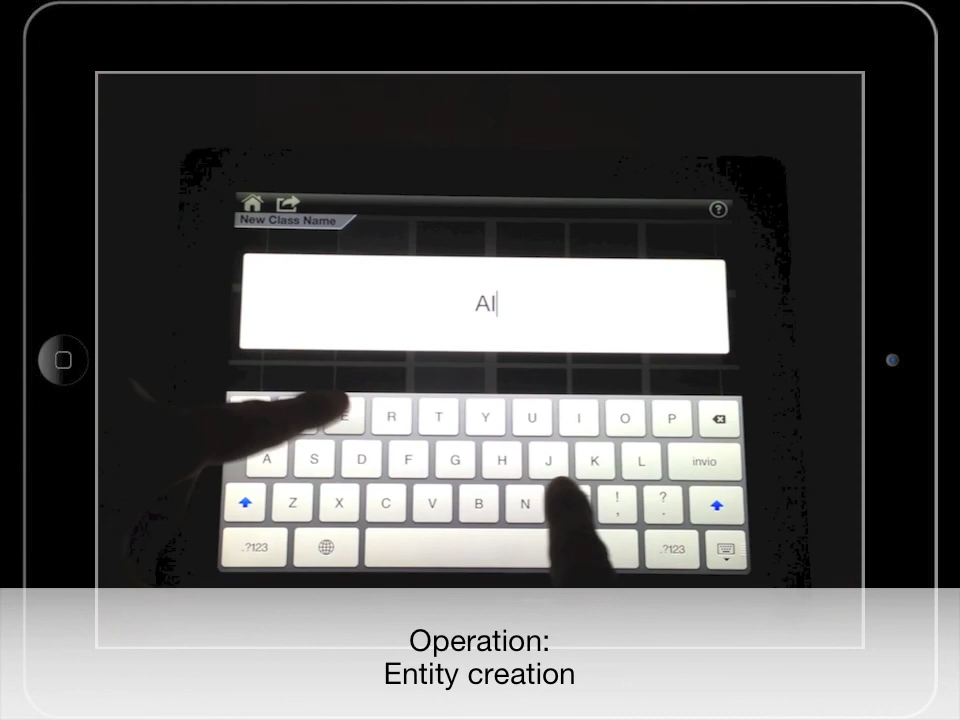 ?
New Class Name
Al
E R T Y U I O P
A S D F G H J K L invio
Z X C V B N ! , ? .
.?123 .?123
Operation:
Entity creation